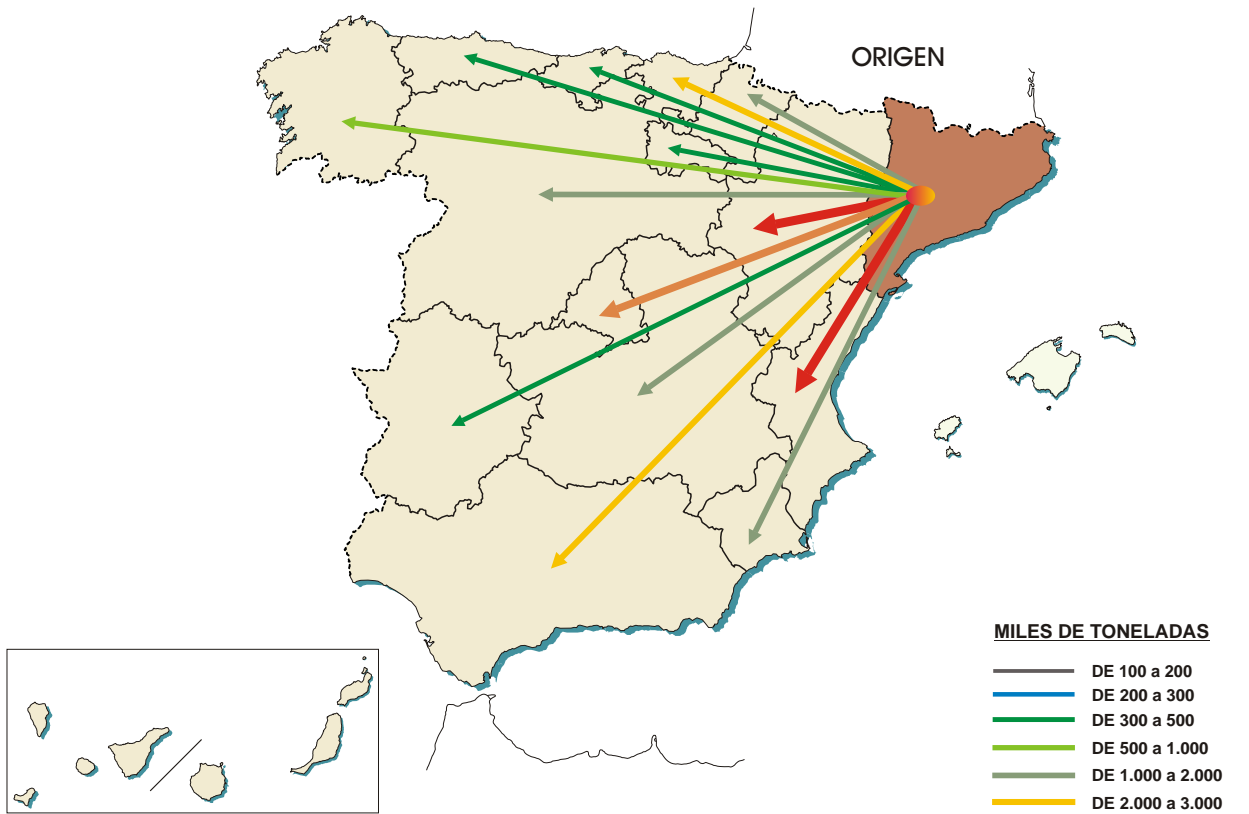 ORIGEN
MILES DE TONELADAS
DE 100 a 200
DE 200 a 300
DE 300 a 500
DE 500 a 1.000
DE 1.000 a 2.000
DE 2.000 a 3.000